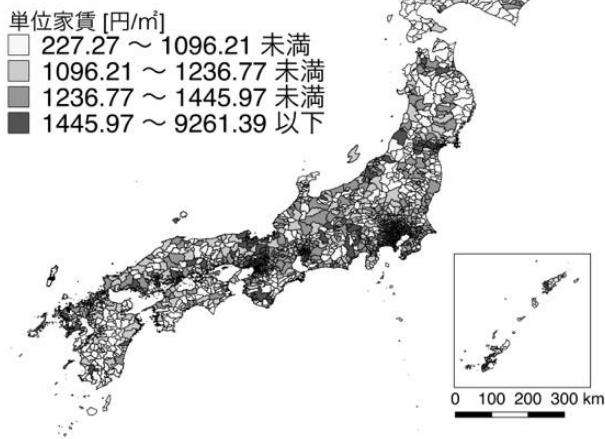 単位家賃 [円/㎡]
227.27 ～ 1096.21 未満
1096.21 ～ 1236.77 未満
1236.77 ～ 1445.97 未満
1445.97 ～ 9261.39 以下
0 100 200 300 km